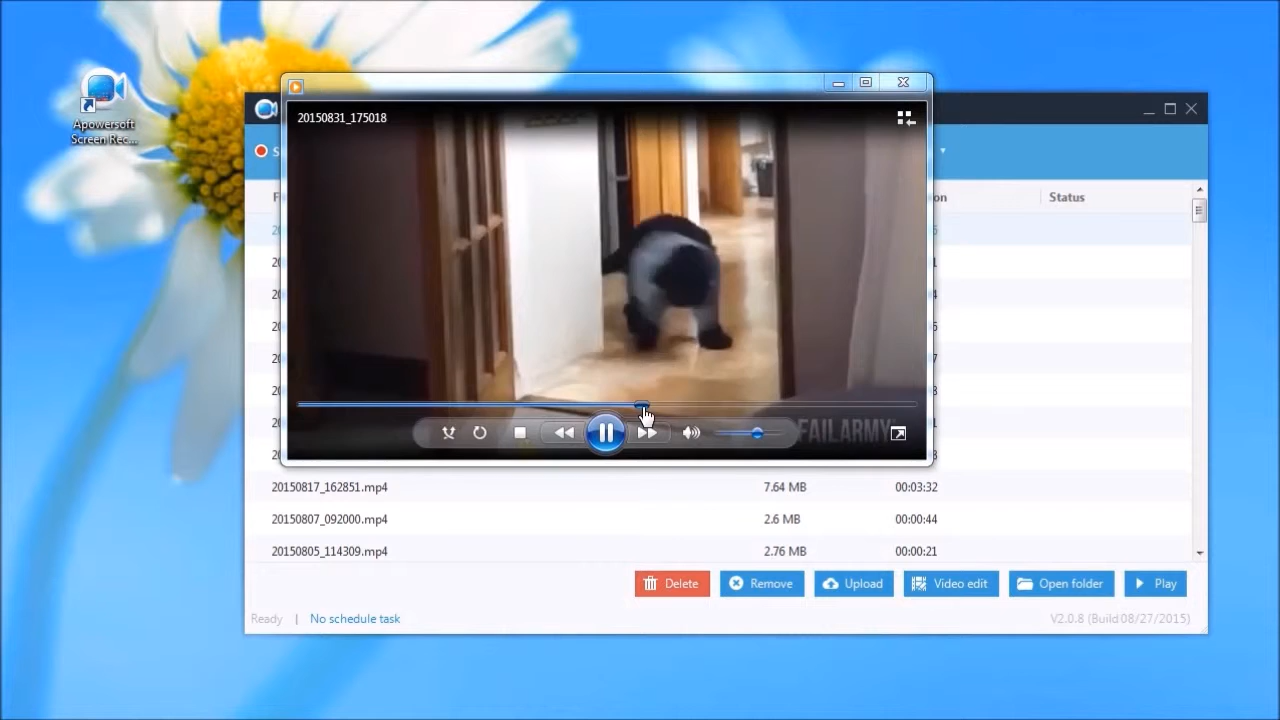 Apowersoft
Screen Rec...
20150831_175018
S
F
on
Status
FAILARMY
20150817_162851.mp4 7.64 MB 00:03:32
20150807_092000.mp4 2.6 MB 00:00:44
20150805_114309.mp4 2.76 MB 00:00:21
Delete Remove Upload Video edit Open folder Play
Ready | No schedule task V2.0.8 (Build 08/27/2015)